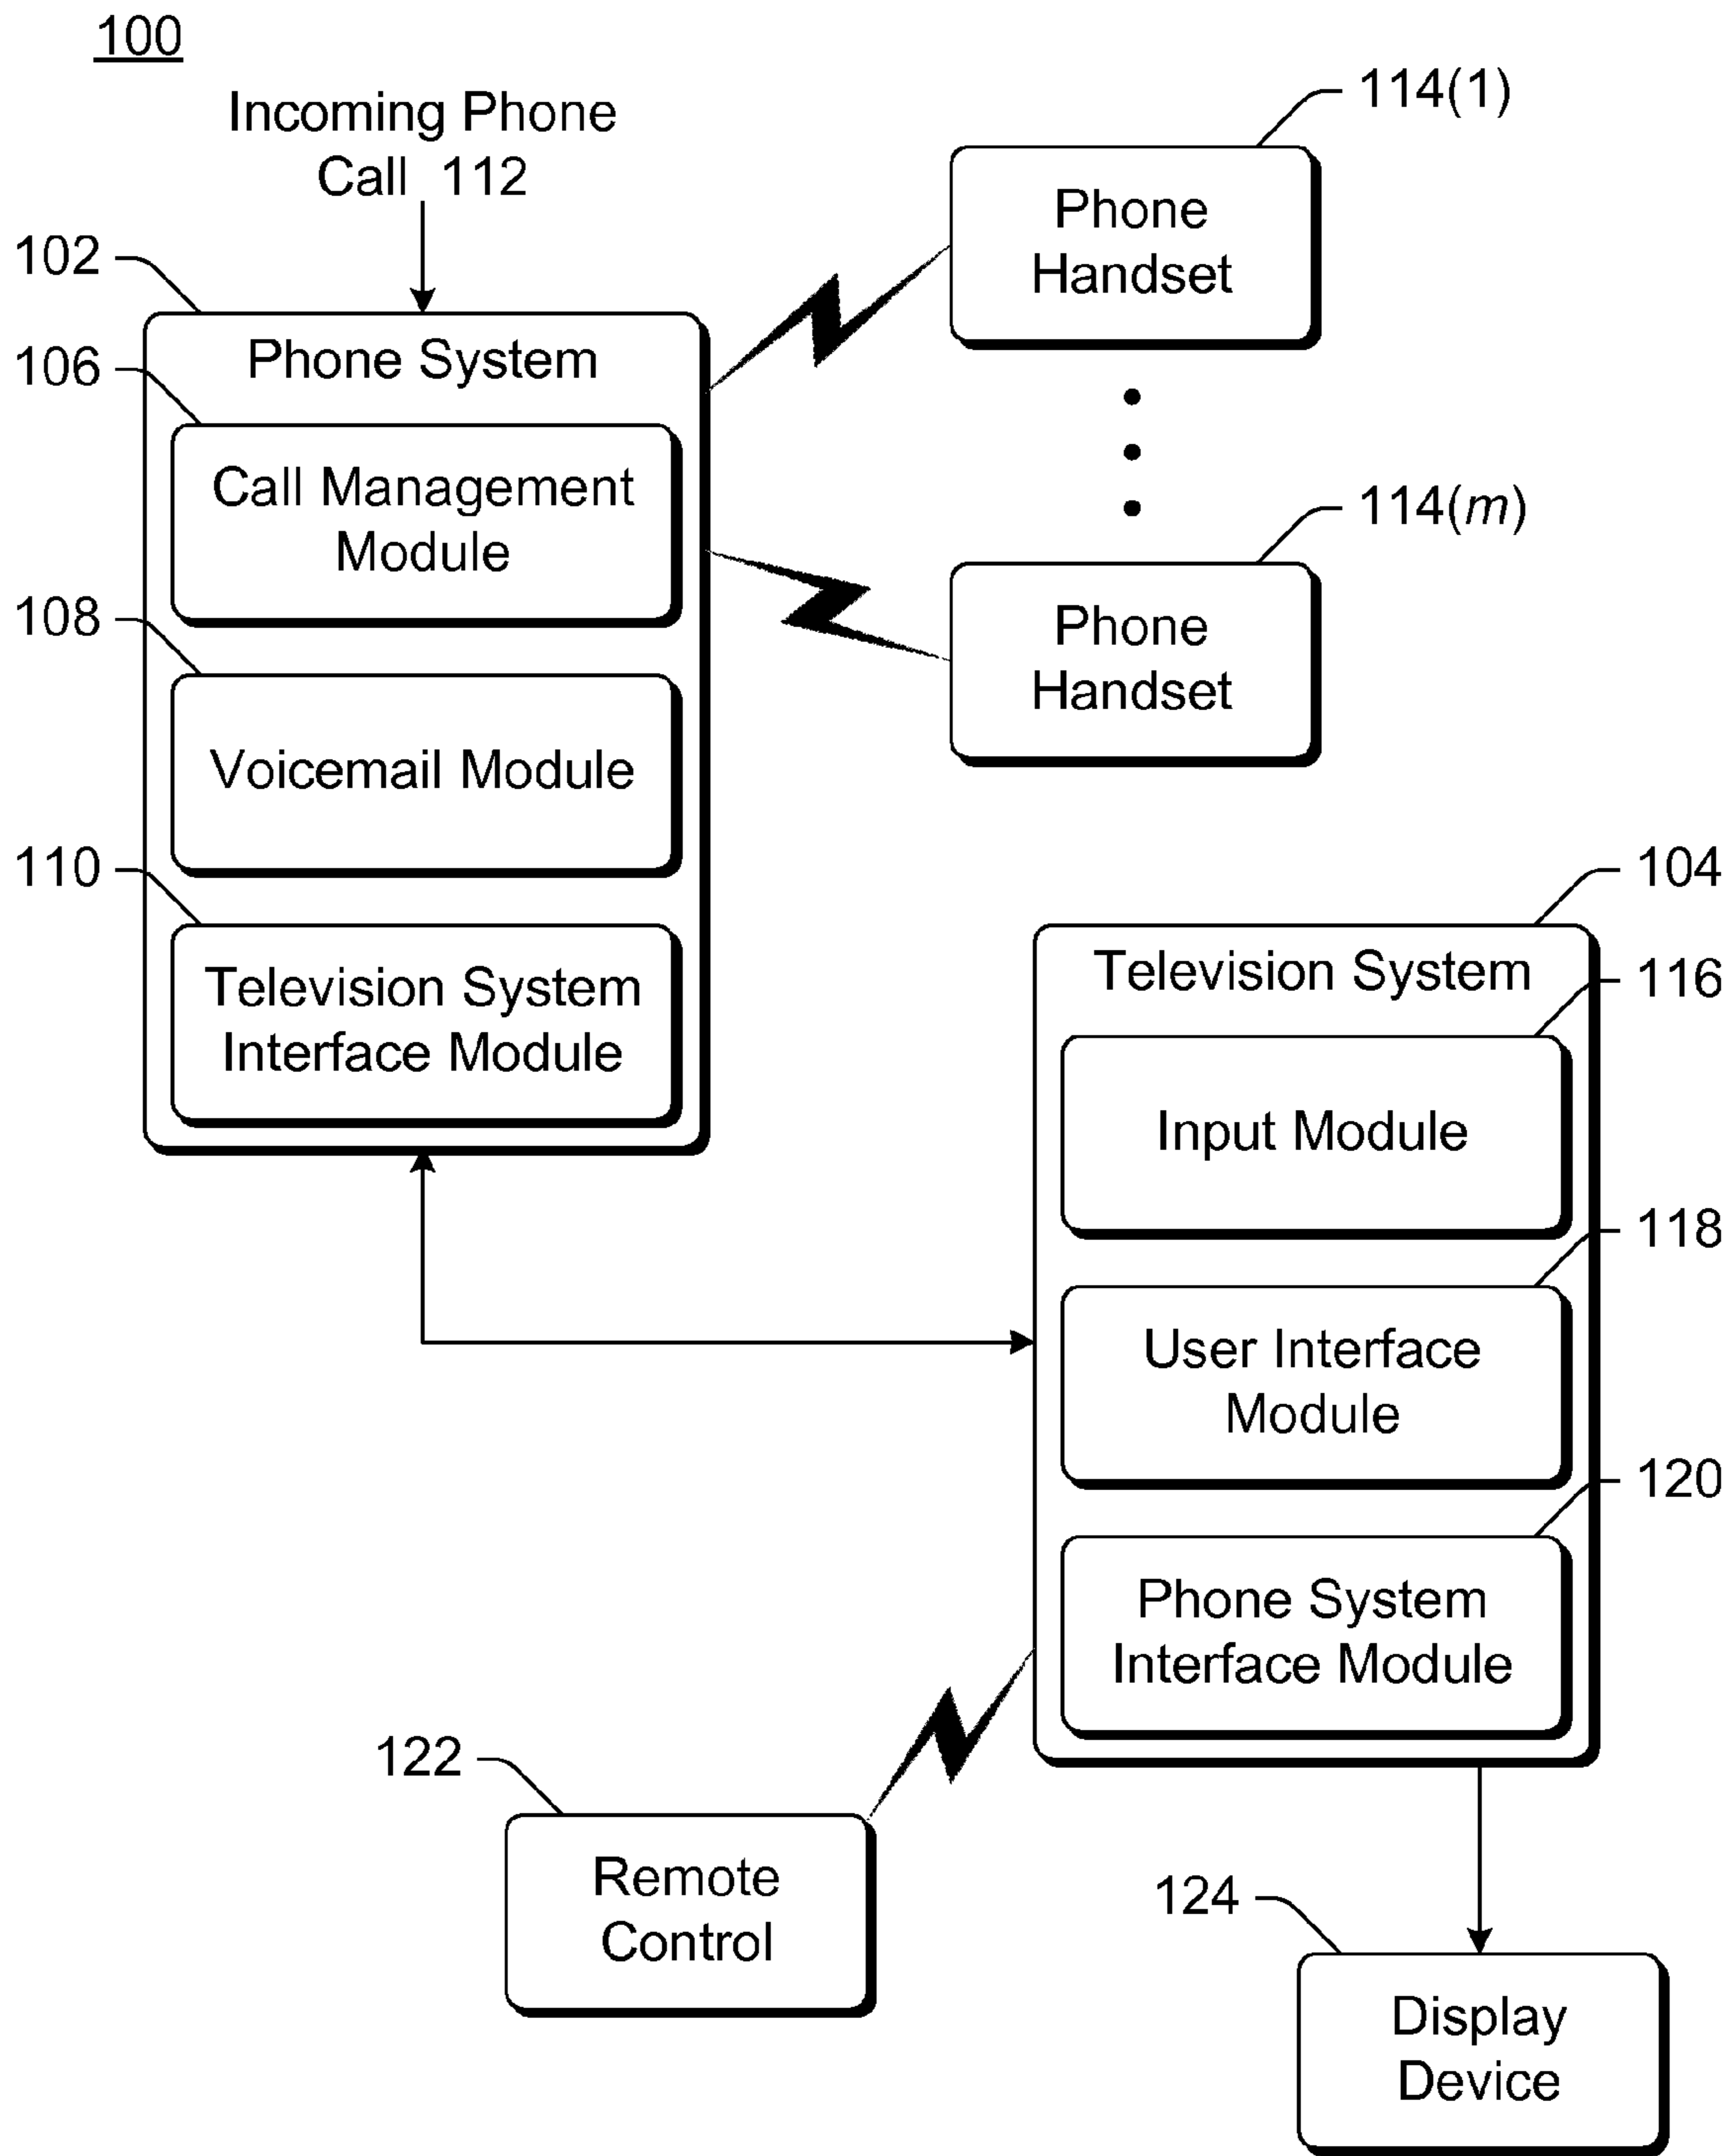 100
Incoming Phone
Call 112
114(1)
Phone
Handset
102
Phone System
106
Call Management
Module
114(m)
Phone
Handset
108
Voicemail Module
110
Television System
Interface Module
104
Television System
116
Input Module
118
User Interface
Module
120
Phone System
Interface Module
122
Remote
Control
124
Display
Device